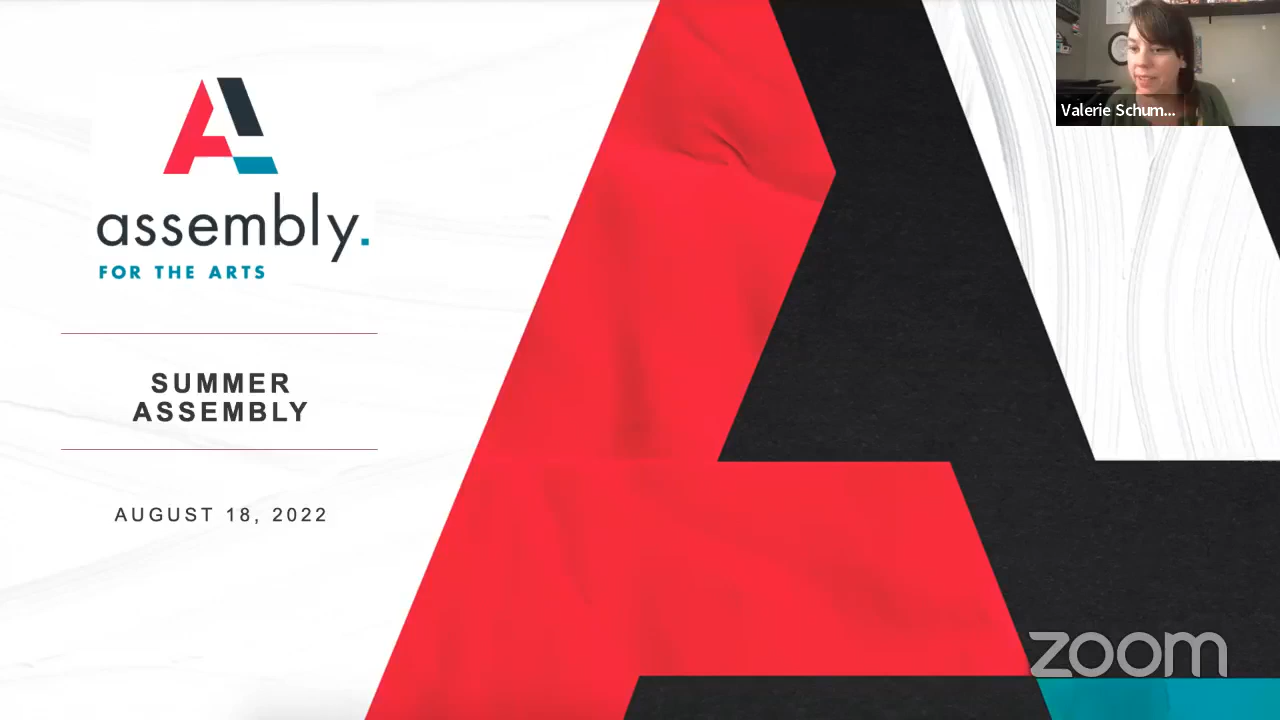 assembly.
FOR THE ARTS
SUMMER
ASSEMBLY
AUGUST 18, 2022
Valerie Schum...
zoom